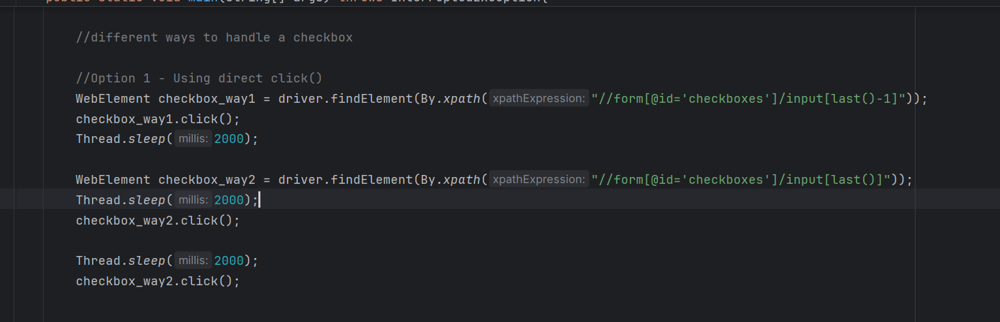 public static void main(String[] args) throws InterruptedException{
//different ways to handle a checkbox
//Option 1 - Using direct click()
WebElement checkbox_way1 = driver.findElement(By.xpath( xpathExpression: "//form[@id='checkboxes']/input[last()-1]"));
checkbox_way1.click();
Thread.sleep( millis: 2000);
WebElement checkbox_way2 = driver.findElement(By.xpath( xpathExpression: "//form[@id='checkboxes']/input[last()]"));
Thread.sleep( millis: 2000);
checkbox_way2.click();
Thread.sleep( millis: 2000);
checkbox_way2.click();